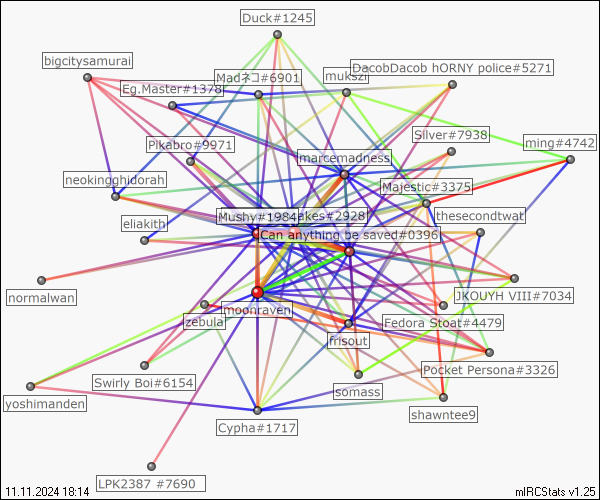 Duck#1245
bigcitysamurai
DacobDacob hORNY police#5271
Madネコ#6901
mukszi
Eg.Master#1378
Silver#7938
Pikabro#9971
ming#4742
marcemadness
neokingghidorah
Majestic#3375
Mushy#1984
akes#2928
thesecondtwat
eliakith
Can anything be saved#0396
normalwan
JKOUYH VIII#7034
moonraven
zebula
Fedora Stoat#4479
frisout
Pocket Persona#3326
Swirly Boi#6154
somass
yoshimanden
shawntee9
Cypha#1717
LPK2387 #7690
11.11.2024 18:14
mIRCStats v1.25